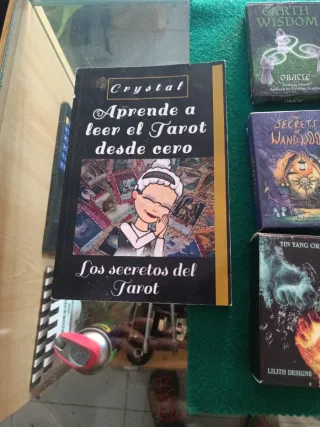 Crystal
Aprende a
leer el Tarot
desde cero
Los secretos del
Tarot
EARTH
WISDOM
ORACLE
SECRETS
YIN YANG OR
LILITH DESIGNS